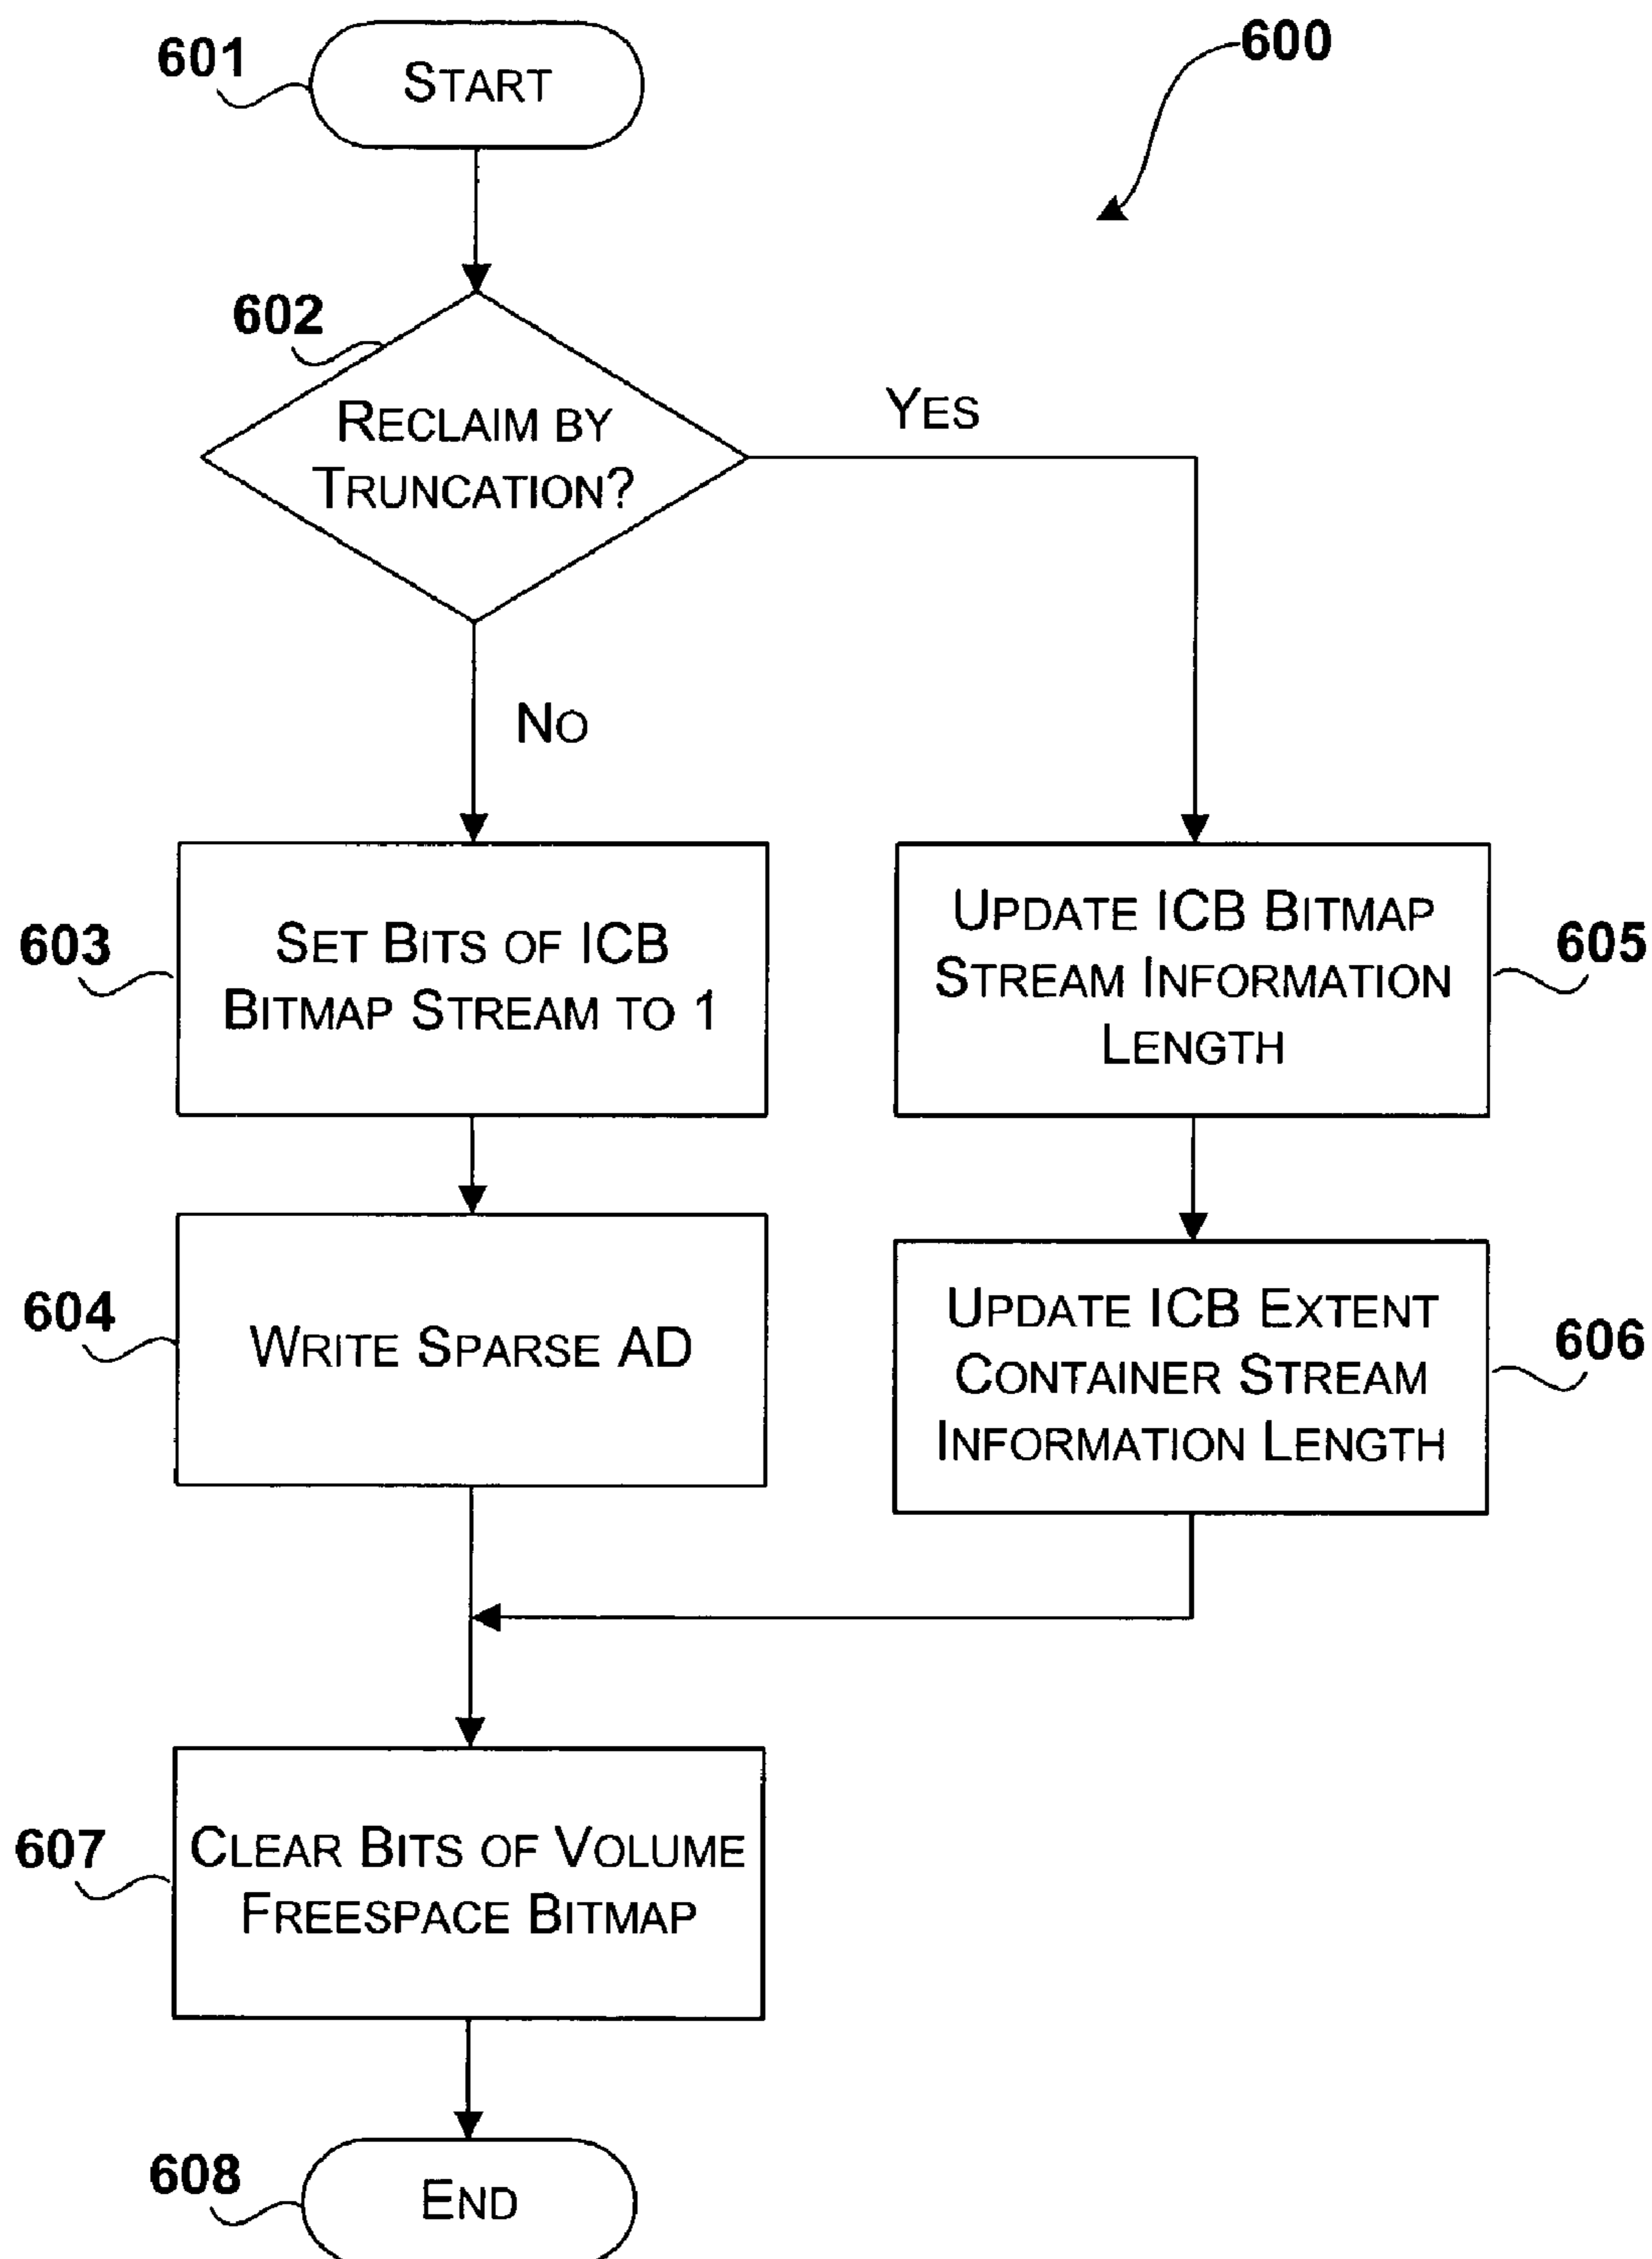 601
START
600
602
RECLAIM BY
TRUNCATION?
YES
NO
603
SET BITS OF ICB
BITMAP STREAM TO 1
UPDATE ICB BITMAP
STREAM INFORMATION
LENGTH
605
604
WRITE SPARSE AD
UPDATE ICB EXTENT
CONTAINER STREAM
INFORMATION LENGTH
606
607
CLEAR BITS OF VOLUME
FREESPACE BITMAP
608
END